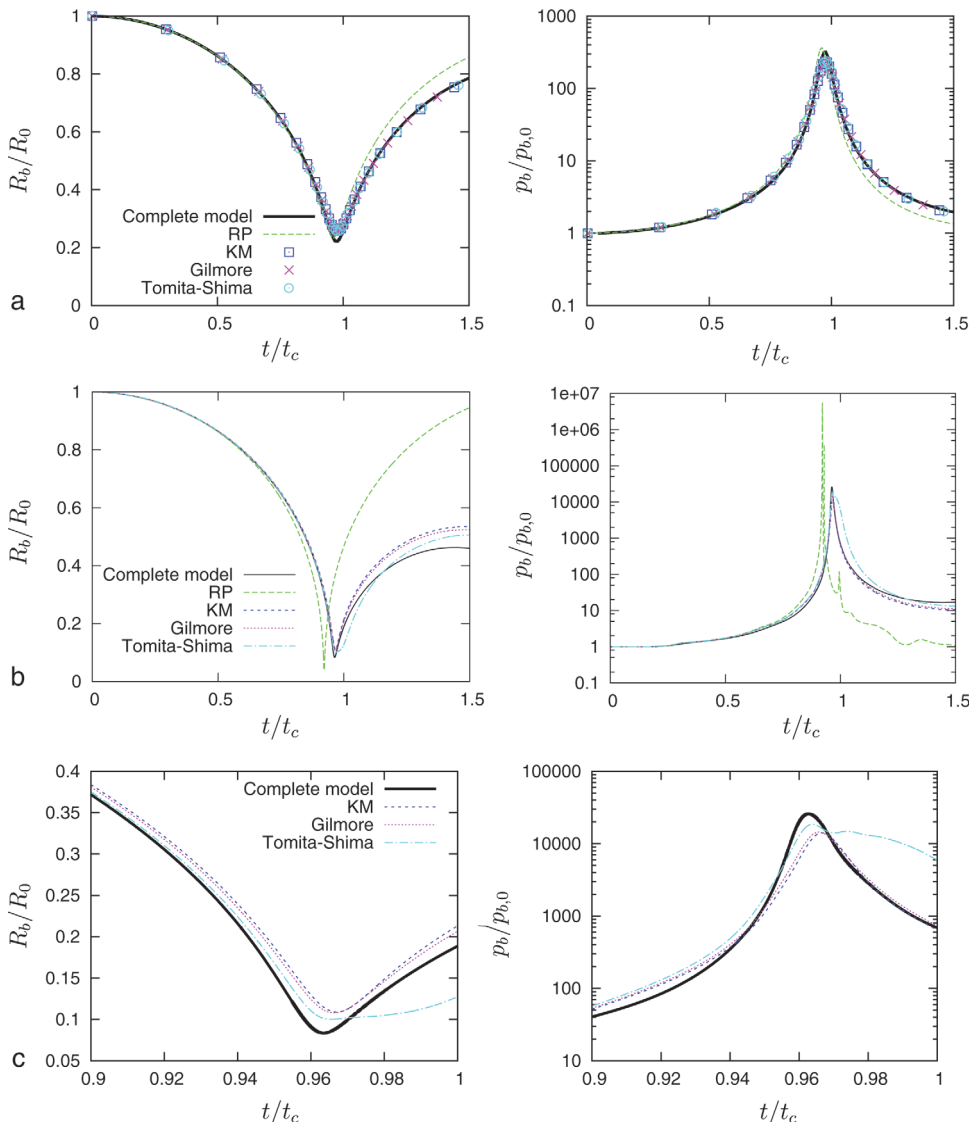 1
0.8
0.6
0.4
0.2
0
R_b/R_0
Complete model
RP
KM
Gilmore
Tomita-Shima
0 0.5 1 1.5
t/t_c
a
1000
100
10
1
0.1
p_b/p_{b,0}
0 0.5 1 1.5
t/t_c
1
0.8
0.6
0.4
0.2
0
R_b/R_0
Complete model
RP
KM
Gilmore
Tomita-Shima
0 0.5 1 1.5
t/t_c
b
1e+07
1e+06
100000
10000
1000
100
10
1
0.1
p_b/p_{b,0}
0 0.5 1 1.5
t/t_c
0.4
0.35
0.3
0.25
0.2
0.15
0.1
0.05
R_b/R_0
Complete model
KM
Gilmore
Tomita-Shima
0.9 0.92 0.94 0.96 0.98 1
t/t_c
c
100000
10000
1000
100
10
p_b/p_{b,0}
0.9 0.92 0.94 0.96 0.98 1
t/t_c